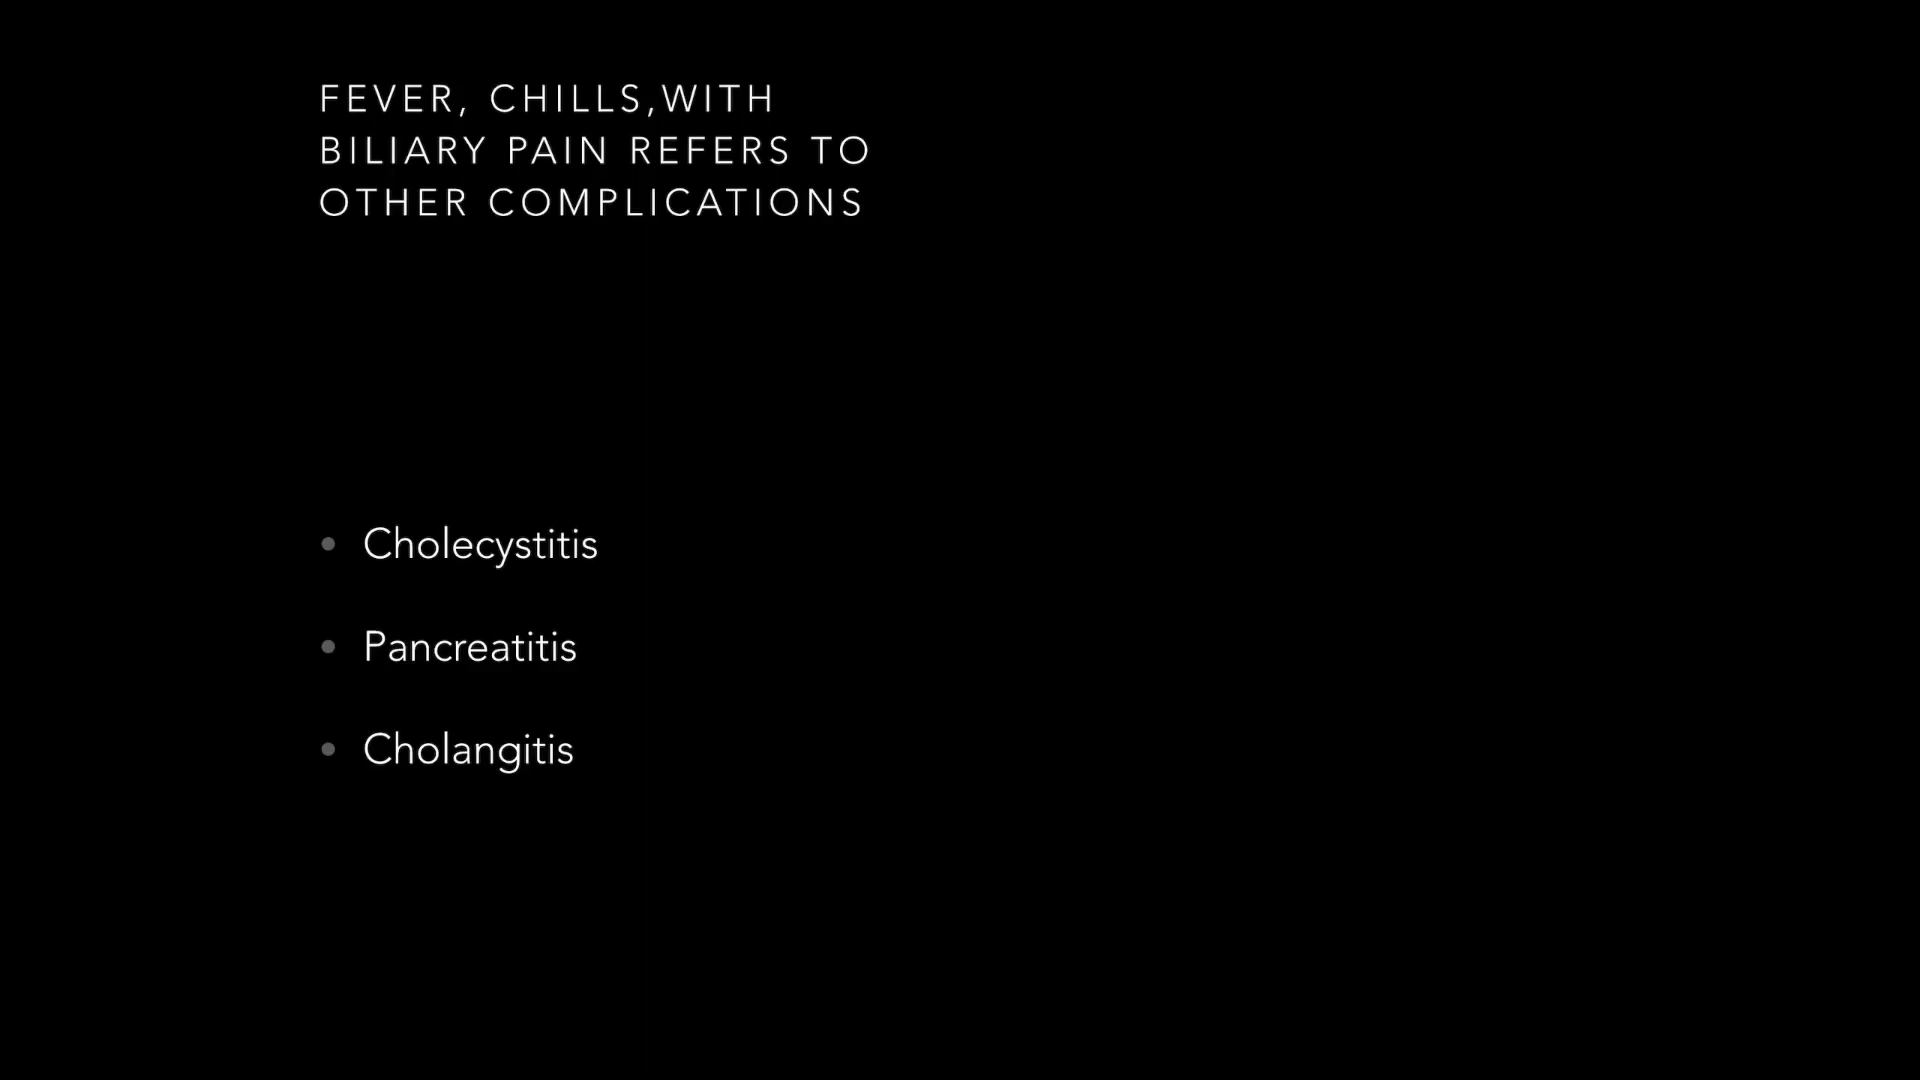 FEVER, CHILLS,WITH
BILIARY PAIN REFERS TO
OTHER COMPLICATIONS
• Cholecystitis
• Pancreatitis
• Cholangitis